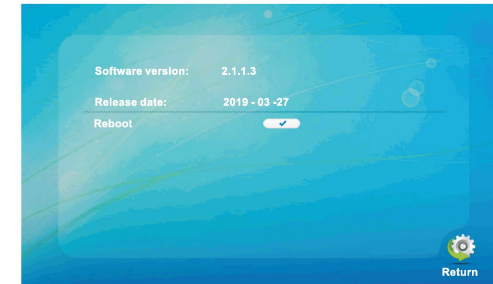 Software version: 2.1.1.3
Release date: 2019 - 03 -27
Reboot
Return